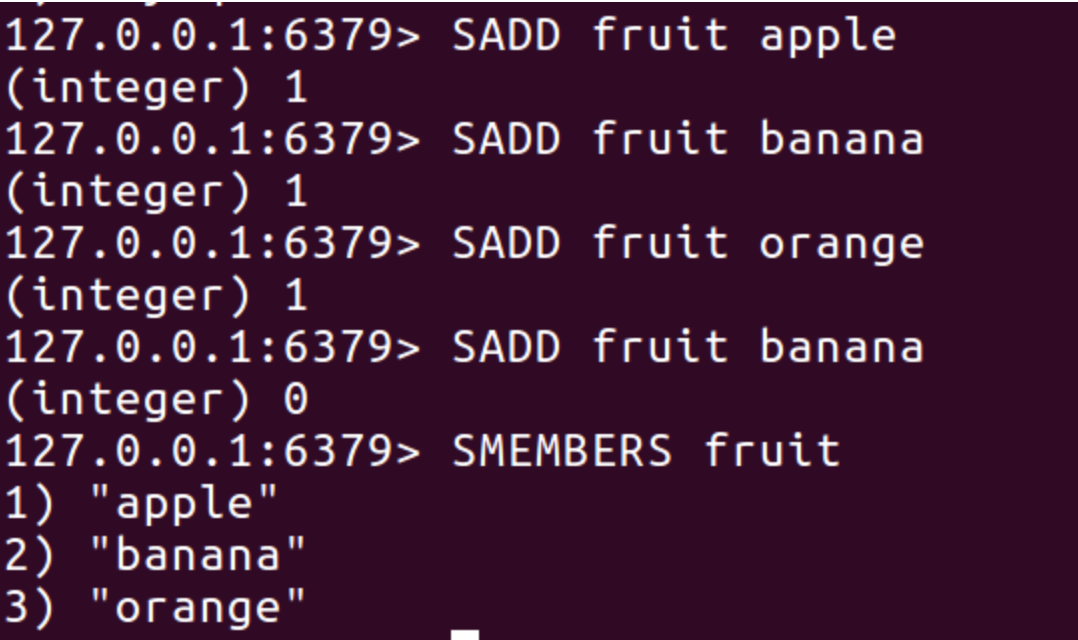 127.0.0.1:6379> SADD fruit apple
(integer) 1
127.0.0.1:6379> SADD fruit banana
(integer) 1
127.0.0.1:6379> SADD fruit orange
(integer) 1
127.0.0.1:6379> SADD fruit banana
(integer) 0
127.0.0.1:6379> SMEMBERS fruit
1) "apple"
2) "banana"
3) "orange"